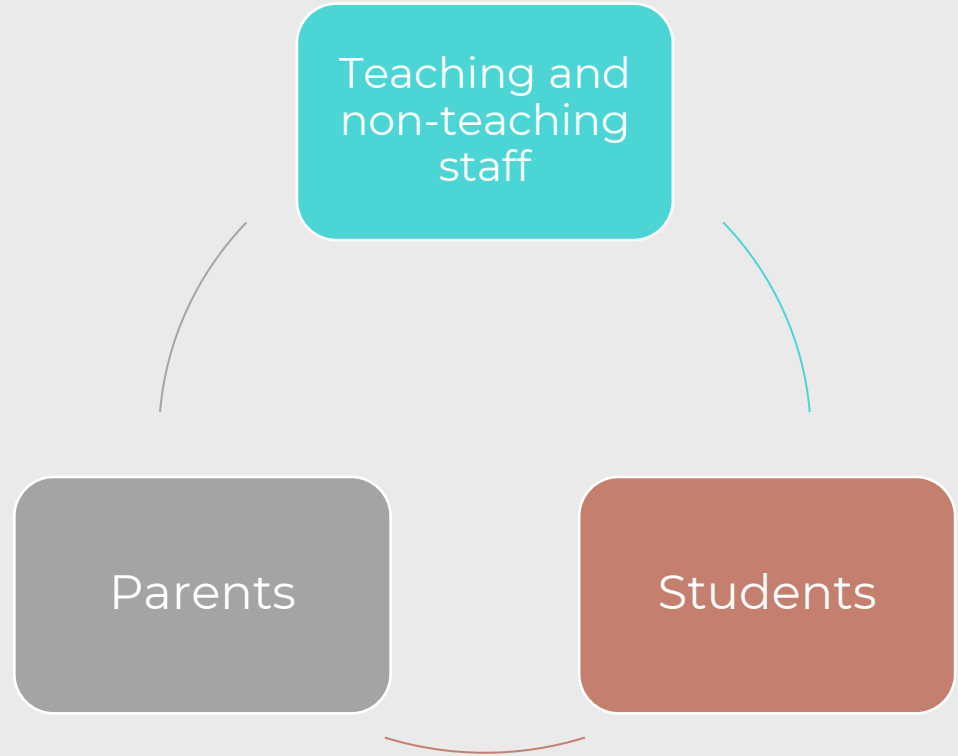 Teaching and
non-teaching
staff
Parents
Students